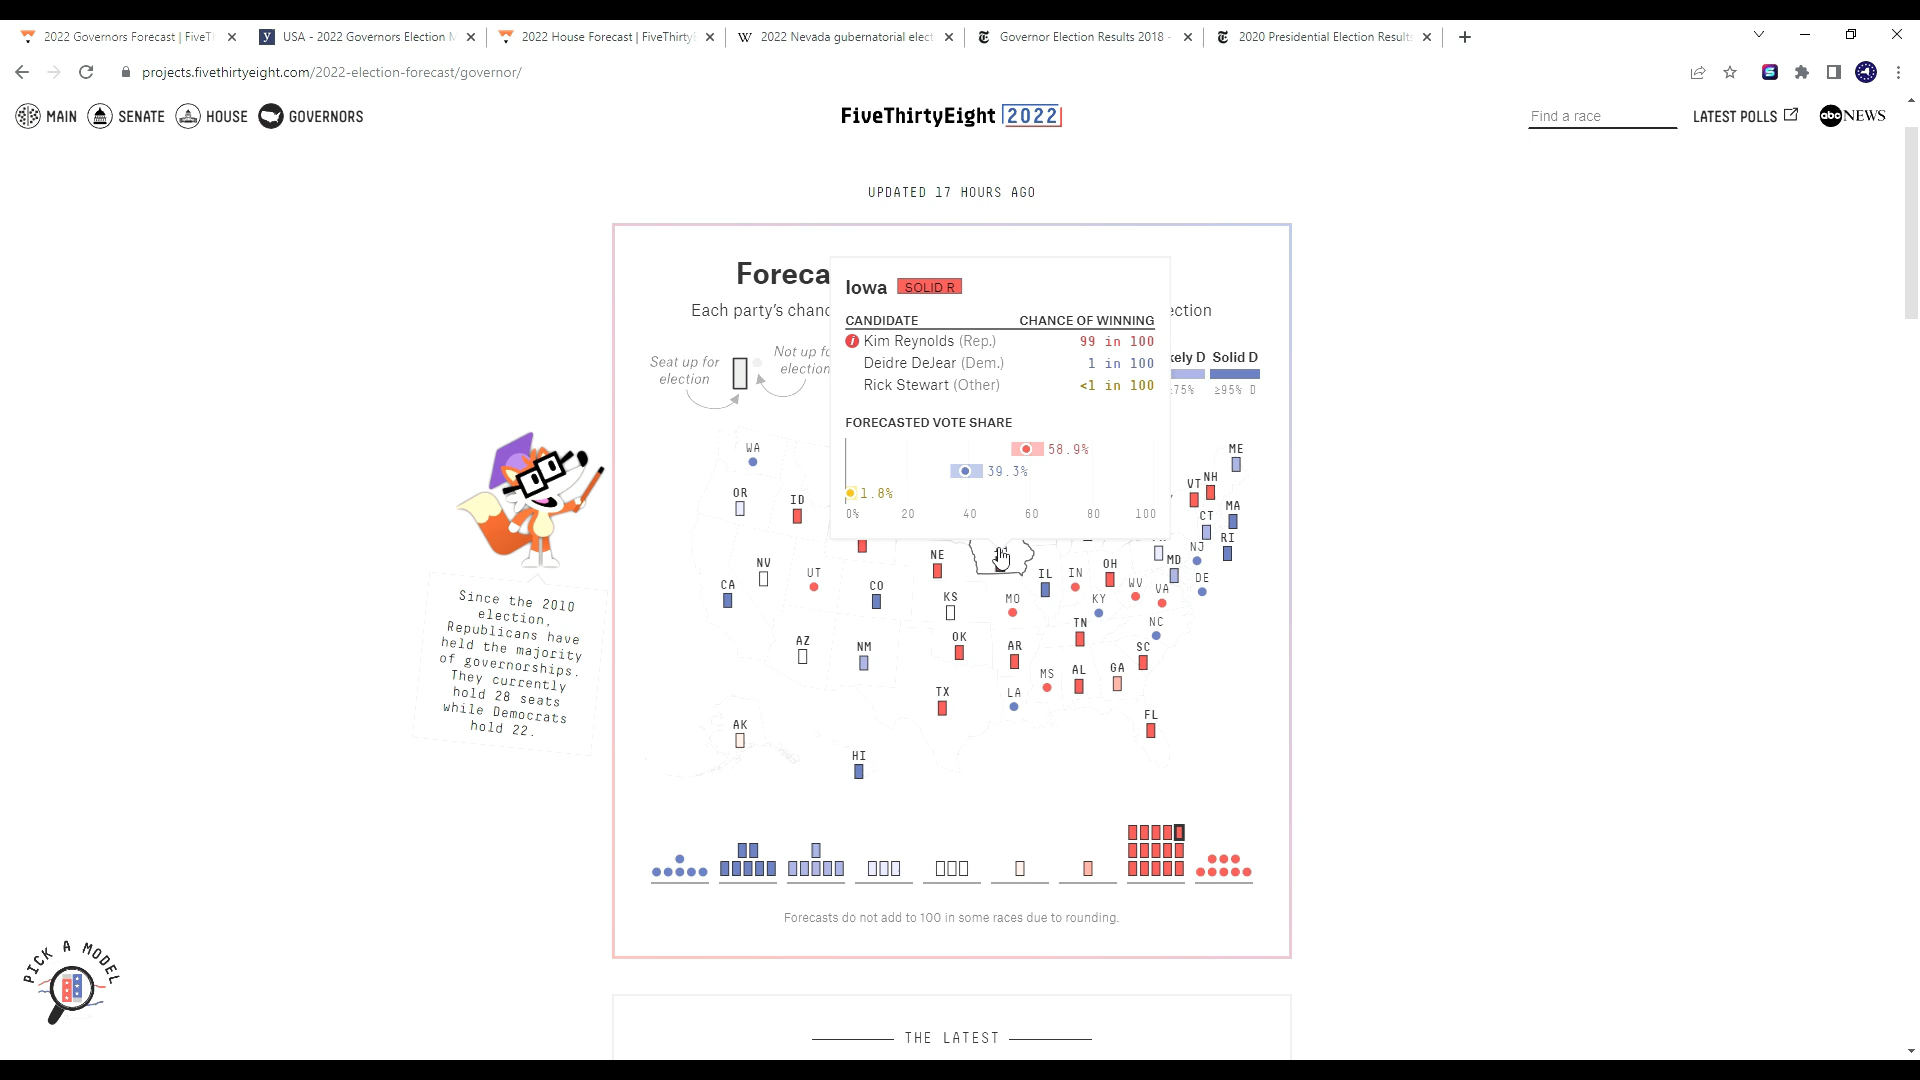 2022 Governors Forecast | FiveT
USA - 2022 Governors Election M
2022 House Forecast | FiveThirty
2022 Nevada gubernatorial elect
Governor Election Results 2018 -
2020 Presidential Election Results
projects.fivethirtyeight.com/2022-election-forecast/governor/
MAIN SENATE HOUSE GOVERNORS
FiveThirtyEight 2022
Find a race
LATEST POLLS
abc NEWS
UPDATED 17 HOURS AGO
Foreca
Each party's chanc
ection
Seat up for
election
Not up fo
election
kely D Solid D
≥95% D
Iowa SOLID R
CANDIDATE CHANCE OF WINNING
Kim Reynolds (Rep.) 99 in 100
Deidre DeJear (Dem.) 1 in 100
Rick Stewart (Other) <1 in 100
FORECASTED VOTE SHARE
58.9%
39.3%
1.8%
0% 20 40 60 80 100
WA
OR
ID
NV
CA
UT
CO
AZ
NM
NE
KS
OK
TX
AK
HI
MO
AR
LA
MS
IL
IN
OH
KY
TN
AL
GA
FL
SC
NC
VA
WV
MD
DE
NJ
CT
RI
MA
VT
NH
ME
Since the 2010
election,
Republicans have
held the majority
of governorships.
They currently
hold 28 seats
while Democrats
hold 22.
Forecasts do not add to 100 in some races due to rounding.
PICK A MODEL
THE LATEST